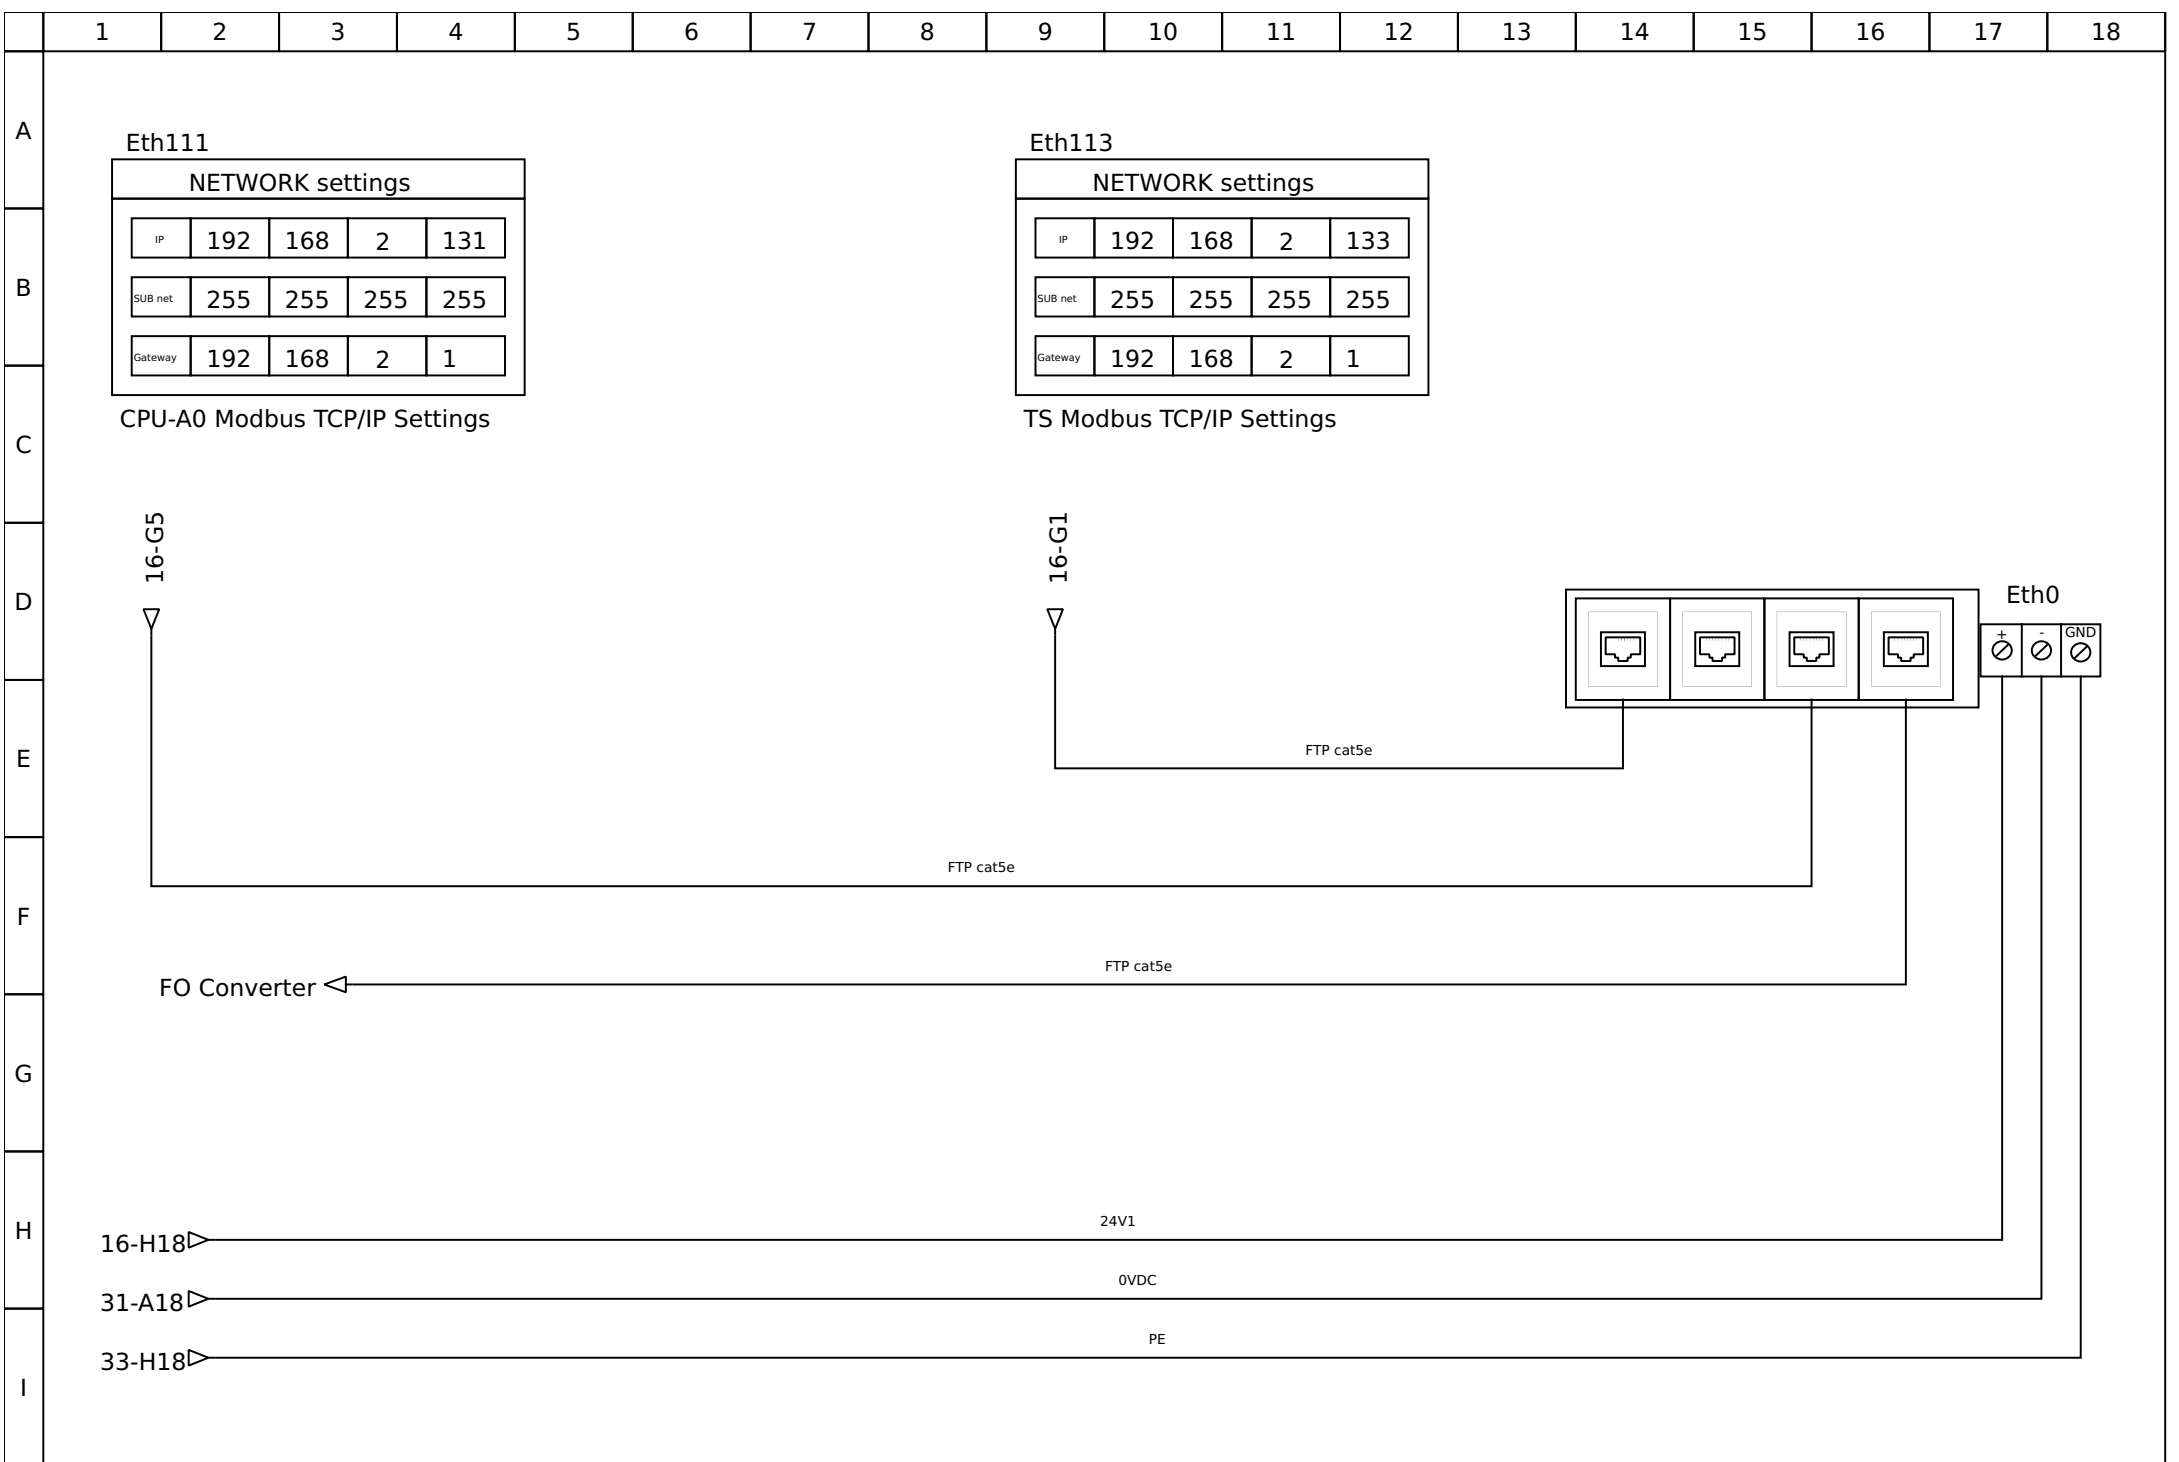 1 2 3 4 5 6 7 8 9 10 11 12 13 14 15 16 17 18
A
Eth111
Eth113
NETWORK settings
NETWORK settings
IP 192 168 2 131
IP 192 168 2 133
B
SUB net 255 255 255 255
SUB net 255 255 255 255
Gateway 192 168 2 1
Gateway 192 168 2 1
CPU-A0 Modbus TCP/IP Settings
TS Modbus TCP/IP Settings
C
16-G5
16-G1
D
Eth0
+ - GND
E
FTP cat5e
FTP cat5e
F
FTP cat5e
FO Converter
G
H
24V1
16-H18
0VDC
31-A18
PE
33-H18
I